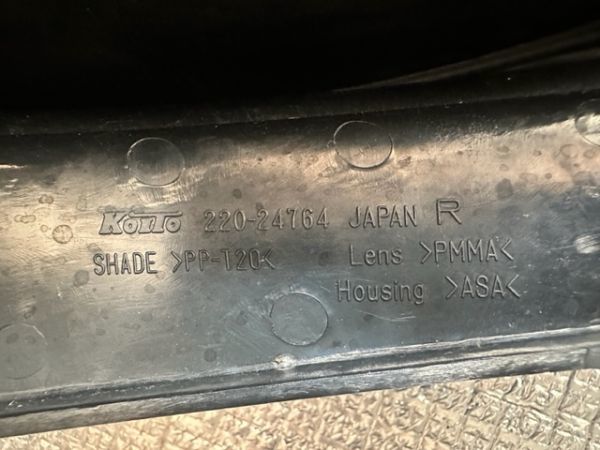 KOITO 220-24764 JAPAN R
SHADE >PP-T20< Lens >PMMA<
Housing >ASA<